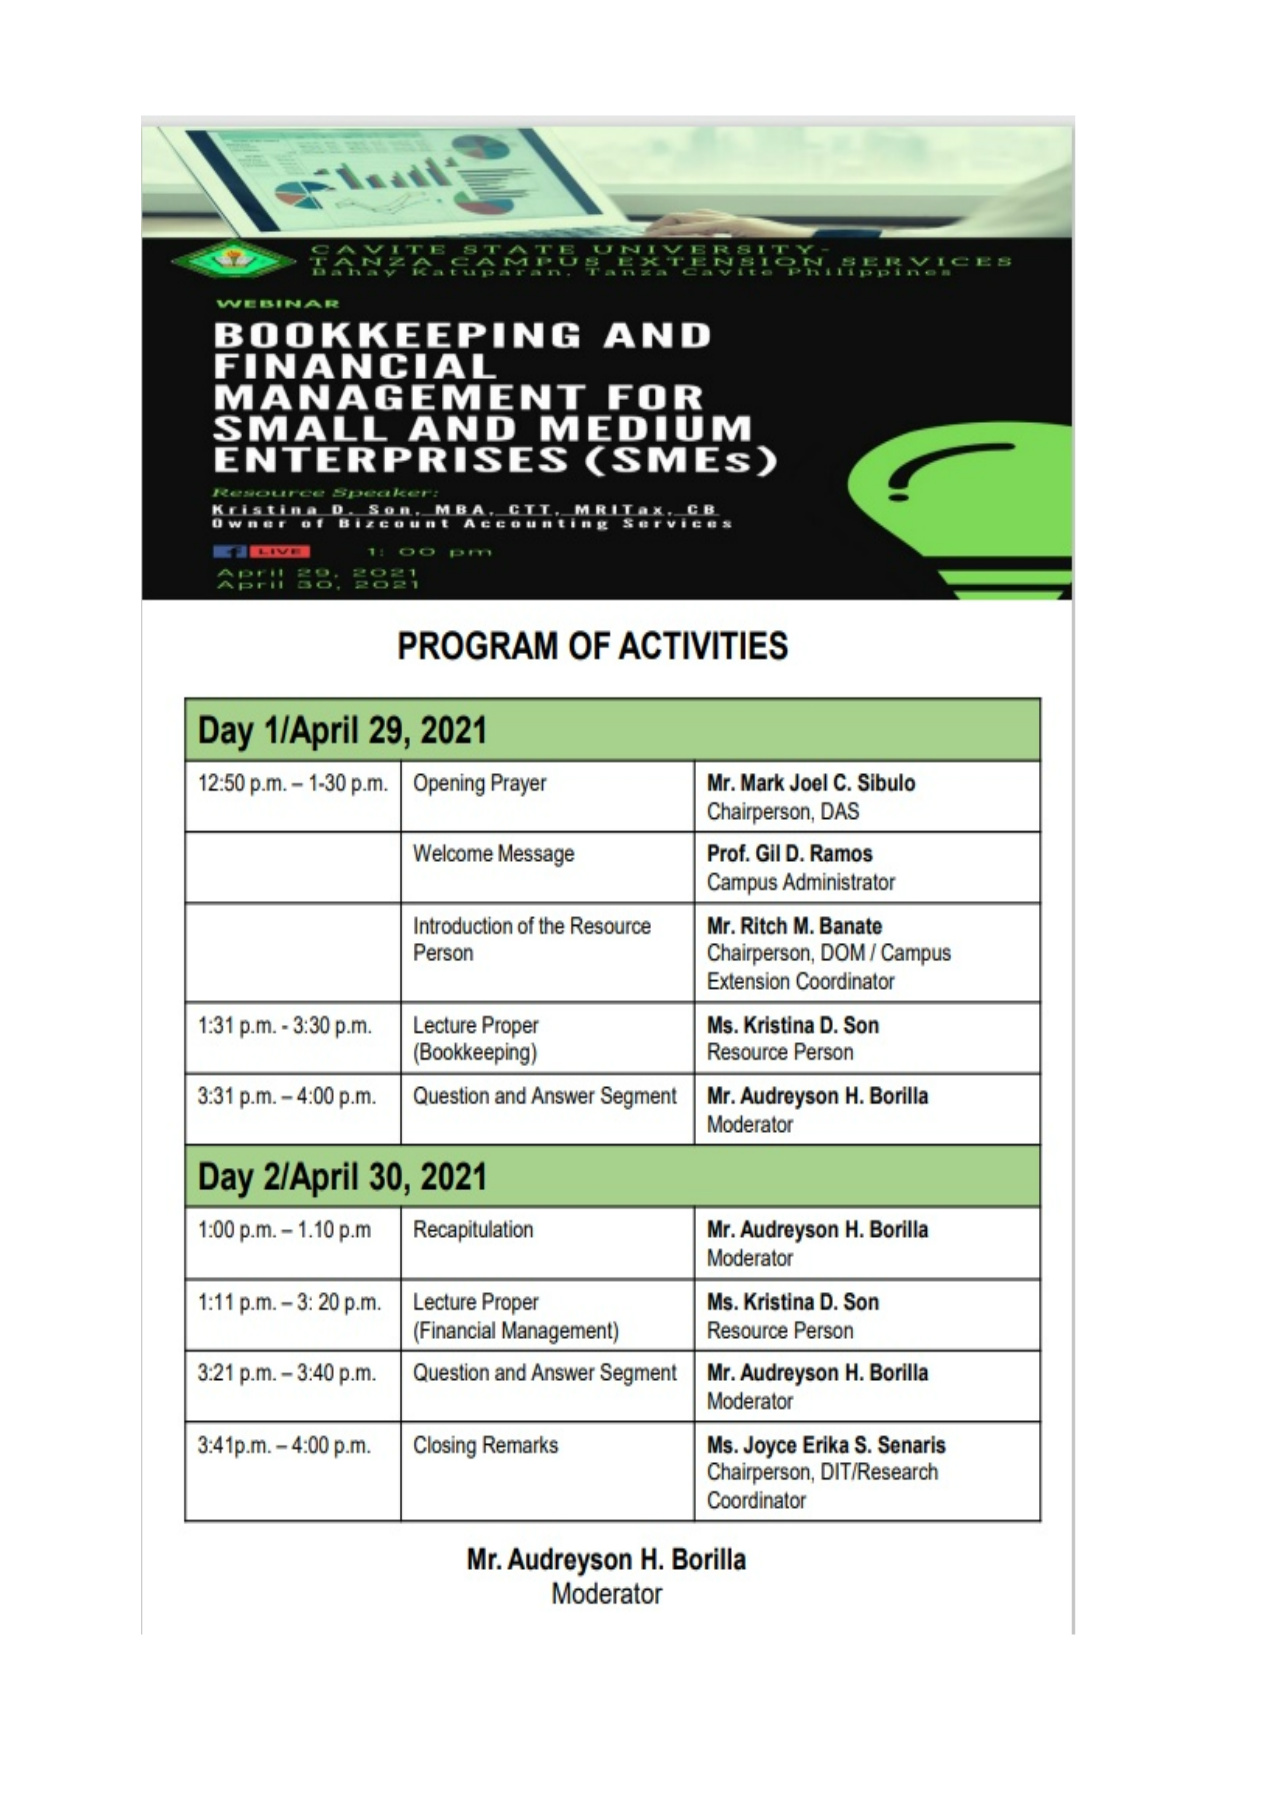 CAVITE STATE UNIVERSITY-
TANZA CAMPUS EXTENSION SERVICES
Bahay Katuparan, Tanza Cavite Philippines
WEBINAR
BOOKKEEPING AND
FINANCIAL
MANAGEMENT FOR
SMALL AND MEDIUM
ENTERPRISES (SMEs)
Resource Speaker:
Kristina D. Son, MBA, CTT, MRITax, CB
Owner of Bizcount Accounting Services
f LIVE 1: 00 pm
April 29, 2021
April 30, 2021
PROGRAM OF ACTIVITIES
Day 1/April 29, 2021
12:50 p.m. – 1-30 p.m. Opening Prayer Mr. Mark Joel C. Sibulo
Chairperson, DAS
Welcome Message Prof. Gil D. Ramos
Campus Administrator
Introduction of the Resource Mr. Ritch M. Banate
Person Chairperson, DOM / Campus
Extension Coordinator
1:31 p.m. - 3:30 p.m. Lecture Proper Ms. Kristina D. Son
(Bookkeeping) Resource Person
3:31 p.m. – 4:00 p.m. Question and Answer Segment Mr. Audreyson H. Borilla
Moderator
Day 2/April 30, 2021
1:00 p.m. – 1.10 p.m Recapitulation Mr. Audreyson H. Borilla
Moderator
1:11 p.m. – 3: 20 p.m. Lecture Proper Ms. Kristina D. Son
(Financial Management) Resource Person
3:21 p.m. – 3:40 p.m. Question and Answer Segment Mr. Audreyson H. Borilla
Moderator
3:41p.m. – 4:00 p.m. Closing Remarks Ms. Joyce Erika S. Senaris
Chairperson, DIT/Research
Coordinator
Mr. Audreyson H. Borilla
Moderator